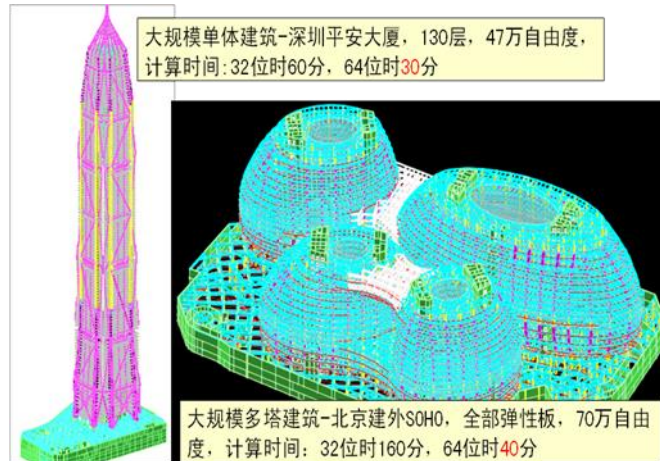 大规模单体建筑-深圳平安大厦，130层，47万自由度，
计算时间:32位时60分，64位时30分
大规模多塔建筑-北京建外SOHO，全部弹性板，70万自由
度，计算时间：32位时160分，64位时40分